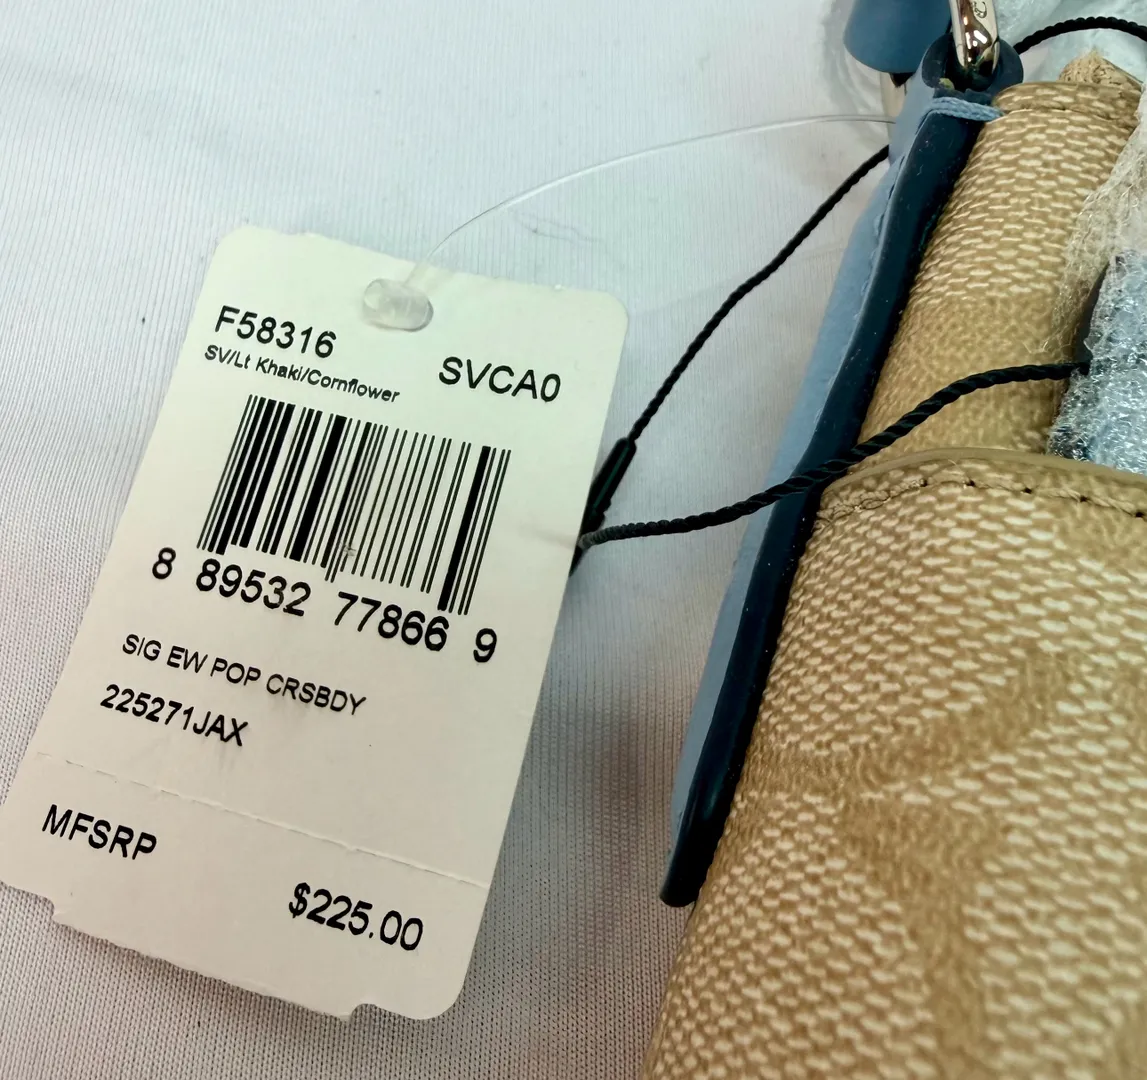 F58316 SVCA0
SV/Lt Khaki/Cornflower
8 89532 77866 9
SIG EW POP CRSBDY
225271JAX
MFSRP
$225.00